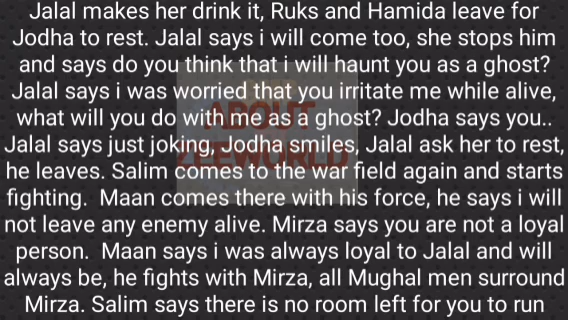 Jalal makes her drink it, Ruks and Hamida leave for
Jodha to rest. Jalal says i will come too, she stops him
and says do you think that i will haunt you as a ghost?
Jalal says i was worried that you irritate me while alive,
what will you do with me as a ghost? Jodha says you..
Jalal says just joking, Jodha smiles, Jalal ask her to rest,
he leaves. Salim comes to the war field again and starts
fighting. Maan comes there with his force, he says i will
not leave any enemy alive. Mirza says you are not a loyal
person. Maan says i was always loyal to Jalal and will
always be, he fights with Mirza, all Mughal men surround
Mirza. Salim says there is no room left for you to run
ABOUT
ZEEWORLD